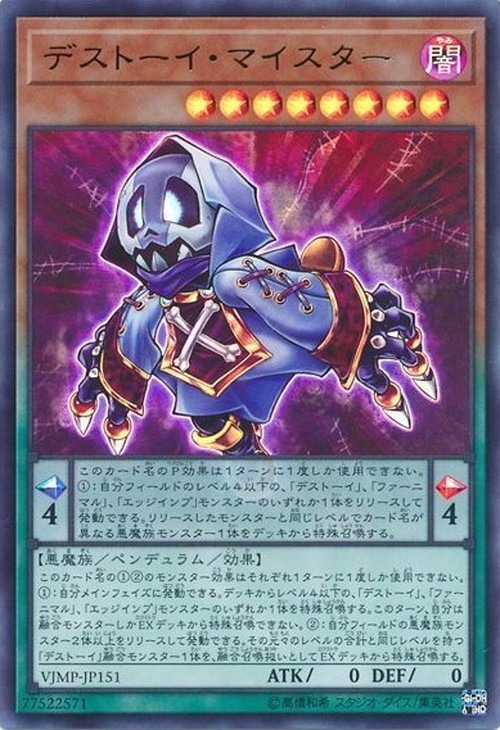 デストーイ・マイスター
闇
このカード名のP効果は1ターンに1度しか使用できない。
①：自分フィールドのレベル4以下の、「デストーイ」、「ファー
ニマル」、「エッジインプ」モンスターのいずれか1体をリリースして
発動できる。リリースしたモンスターと同じレベルでカード名が
異なる悪魔族モンスター1体をデッキから特殊召喚する。
4
4
【悪魔族／ペンデュラム／効果】
このカード名の①②のモンスター効果はそれぞれ1ターンに1度しか使用できない。
①：自分メインフェイズに発動できる。デッキからレベル4以下の、「デストーイ」、「ファ
ーニマル」、「エッジインプ」モンスターのいずれか1体を特殊召喚する。このターン、自分は
融合モンスターしかEXデッキから特殊召喚できない。②：自分フィールドの悪魔族モ
ンスター2体以上をリリースして発動できる。その元々のレベルの合計と同じレベルを持
つ「デストーイ」融合モンスター1体を、融合召喚扱いとしてEXデッキから特殊召喚する。
VJMP-JP151
ATK/ 0 DEF/ 0
77522571
©高橋和希 スタジオ・ダイス/集英社